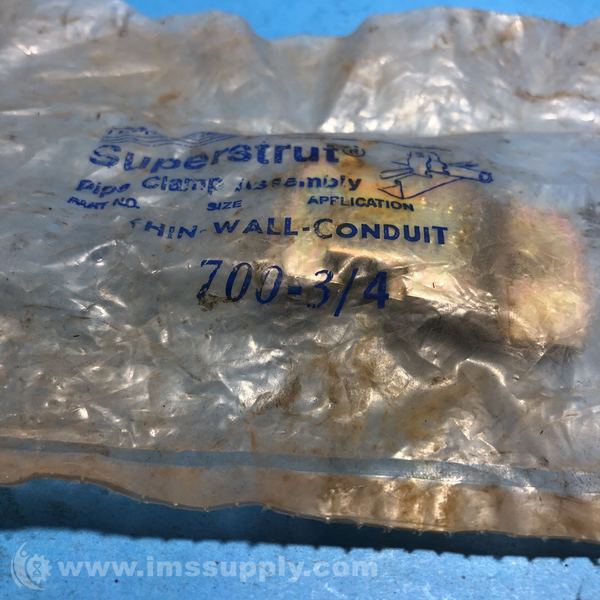 Superstrut®
Pipe Clamp Assembly
PART NO. SIZE APPLICATION
THIN-WALL-CONDUIT
700-3/4
www.imssupply.com